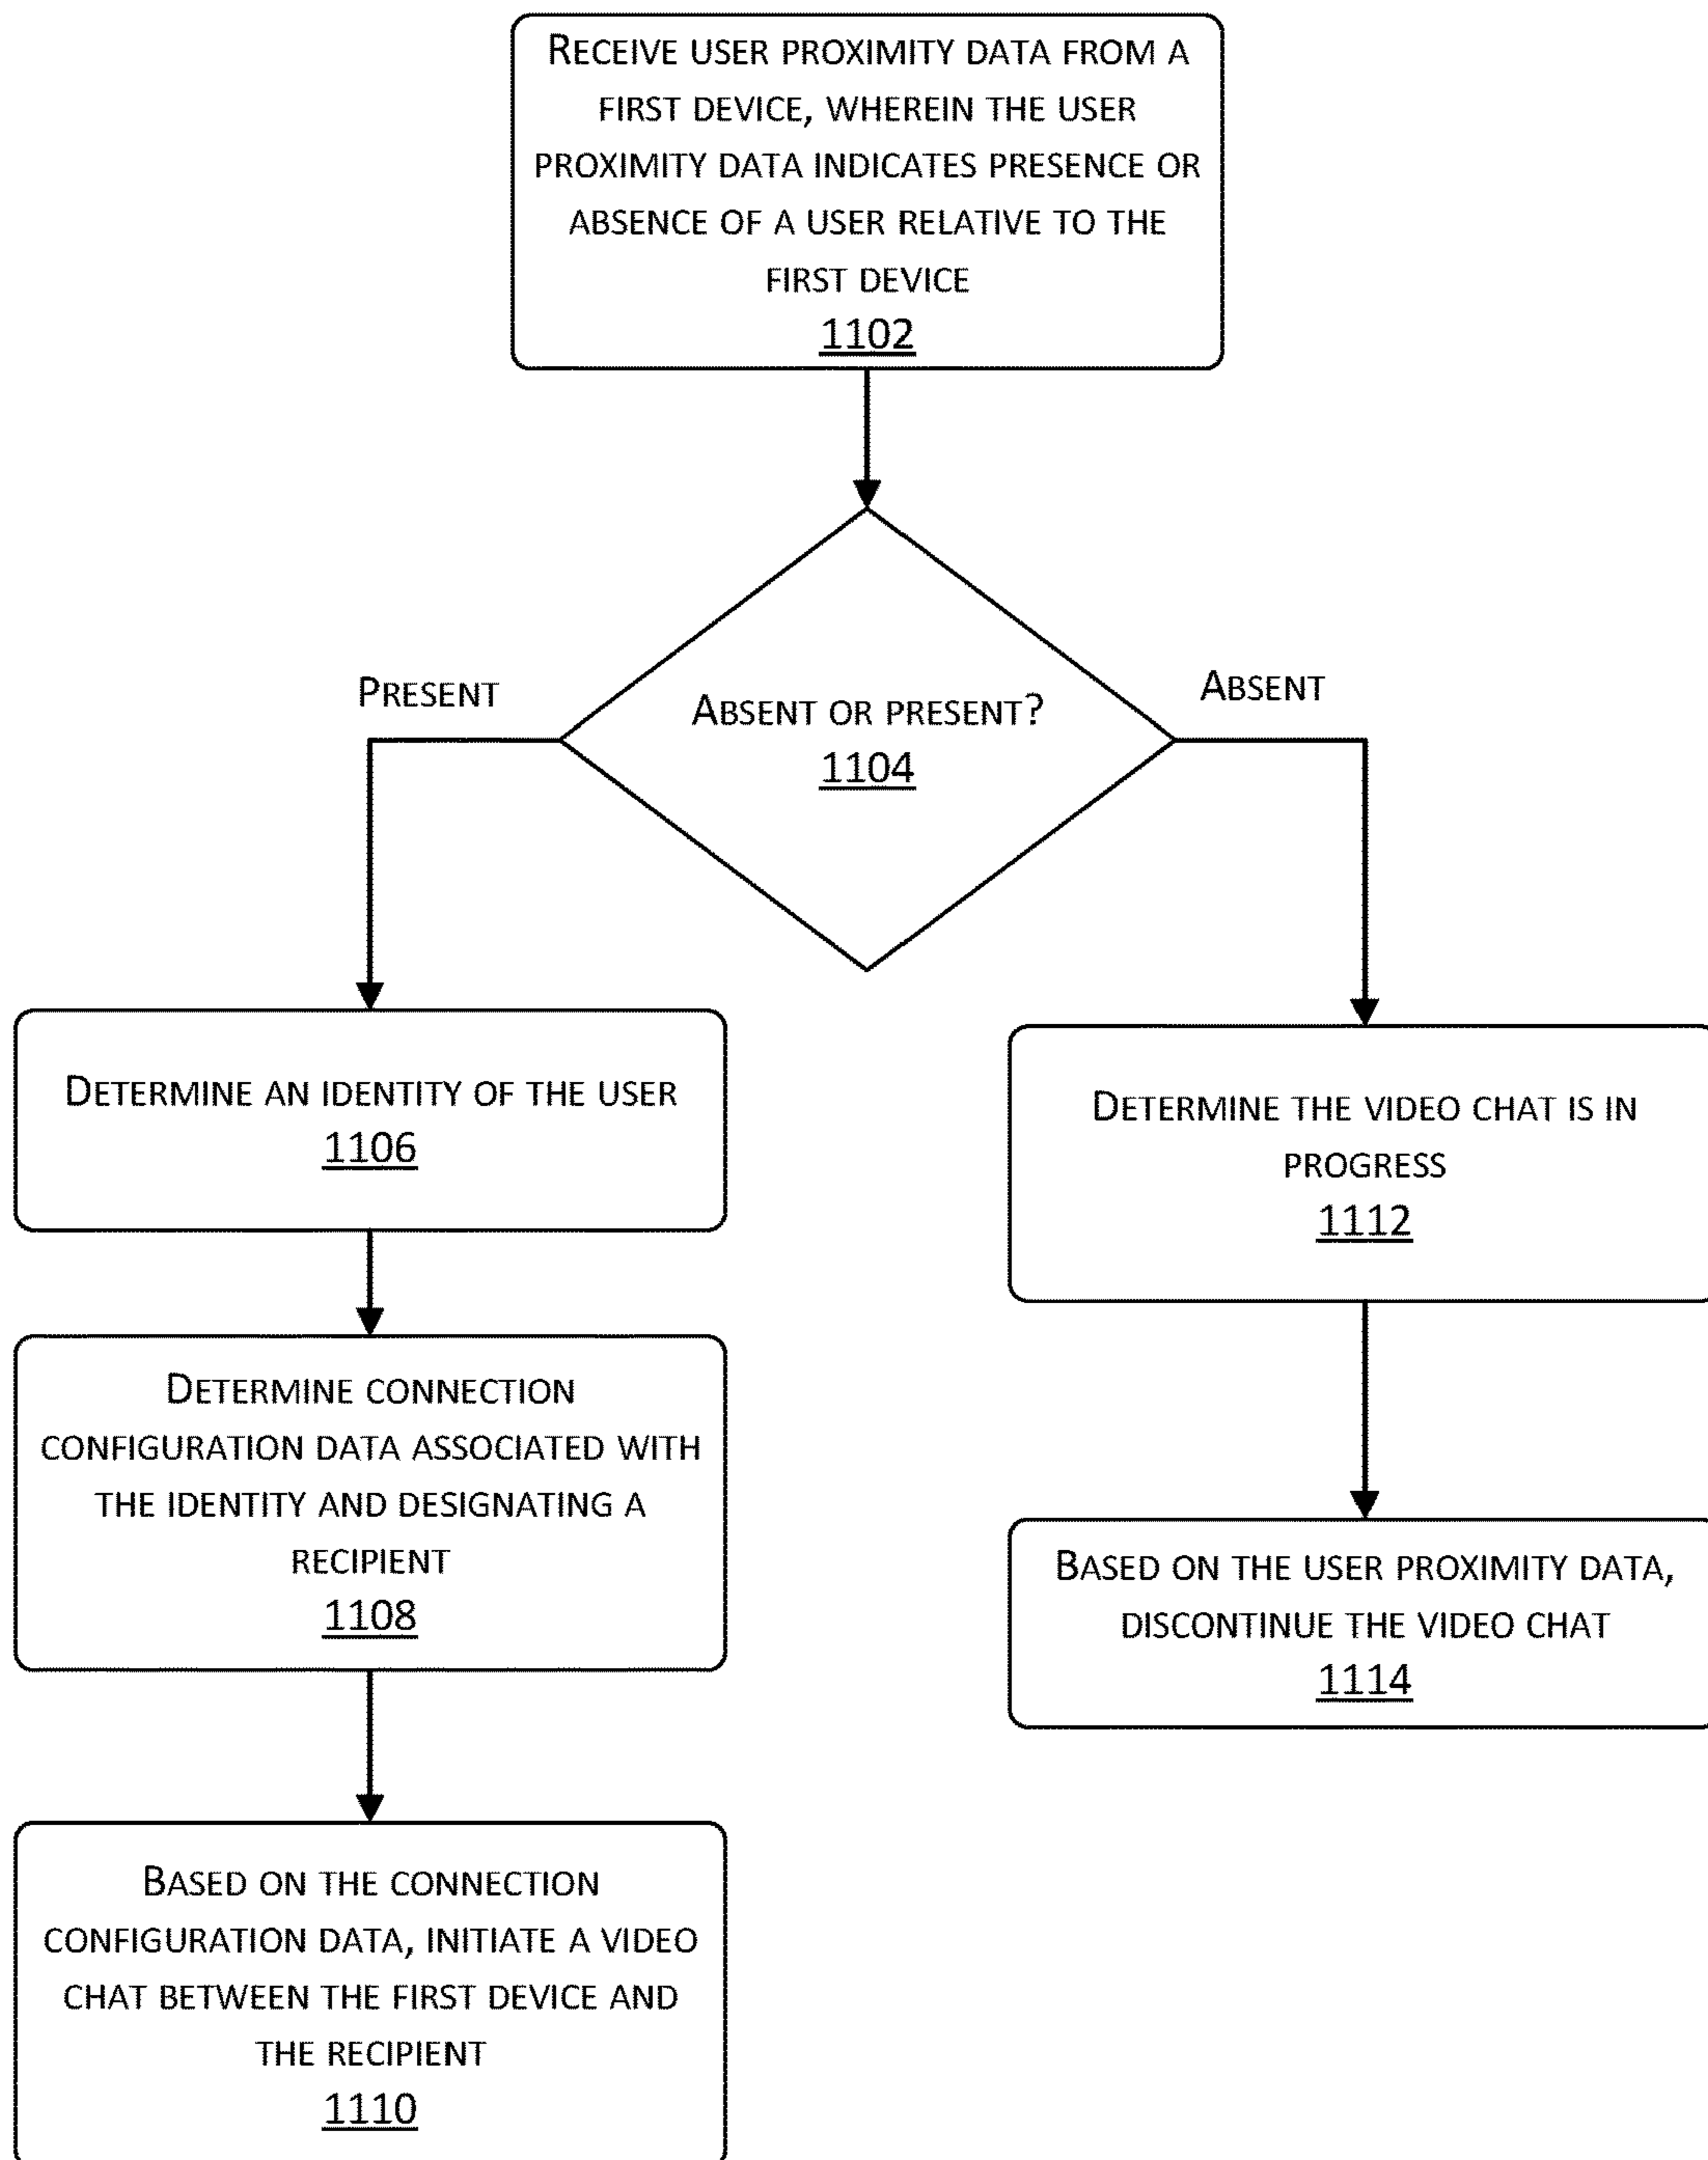 RECEIVE USER PROXIMITY DATA FROM A
FIRST DEVICE, WHEREIN THE USER
PROXIMITY DATA INDICATES PRESENCE OR
ABSENCE OF A USER RELATIVE TO THE
FIRST DEVICE
1102
ABSENT OR PRESENT?
1104
PRESENT
ABSENT
DETERMINE AN IDENTITY OF THE USER
1106
DETERMINE CONNECTION
CONFIGURATION DATA ASSOCIATED WITH
THE IDENTITY AND DESIGNATING A
RECIPIENT
1108
BASED ON THE CONNECTION
CONFIGURATION DATA, INITIATE A VIDEO
CHAT BETWEEN THE FIRST DEVICE AND
THE RECIPIENT
1110
DETERMINE THE VIDEO CHAT IS IN
PROGRESS
1112
BASED ON THE USER PROXIMITY DATA,
DISCONTINUE THE VIDEO CHAT
1114